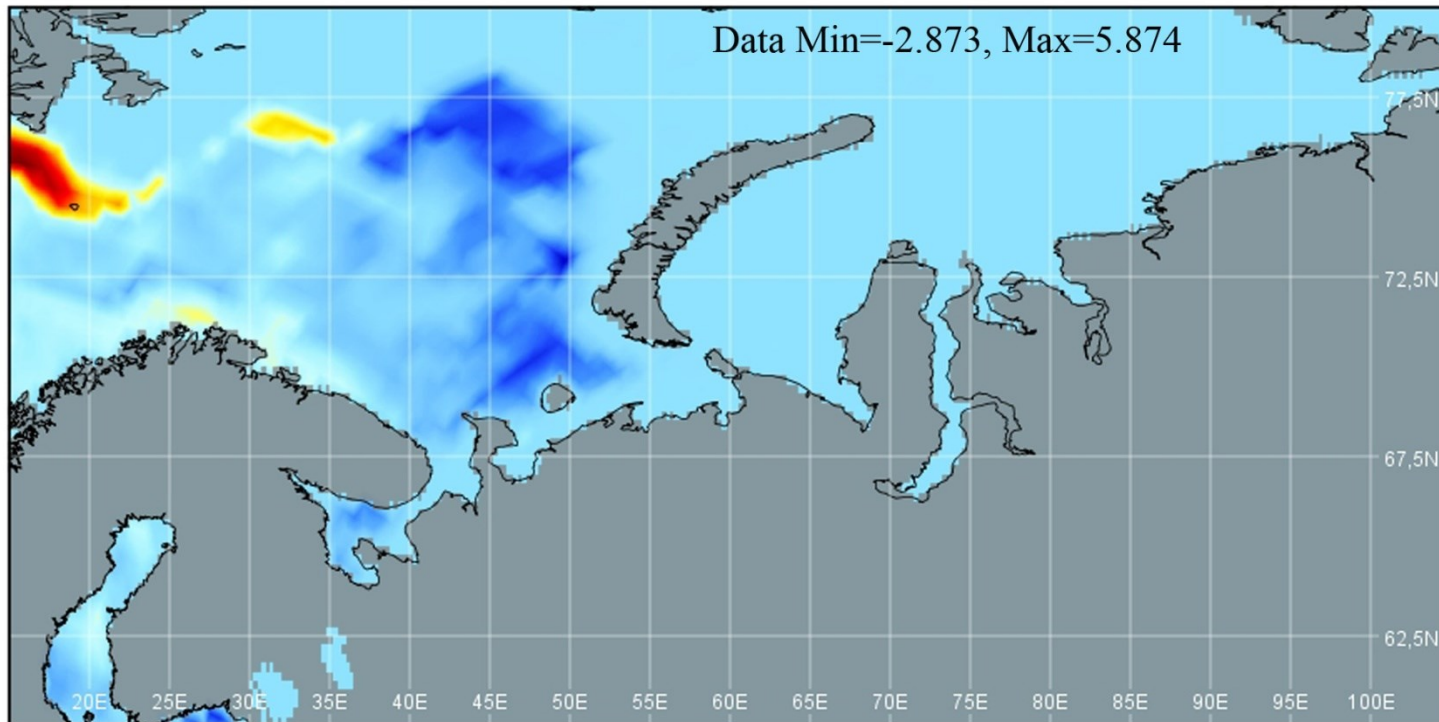 Data Min=-2.873, Max=5.874
77,5N
72,5N
67,5N
62,5N
20E 25E 30E 35E 40E 45E 50E 55E 60E 65E 70E 75E 80E 85E 90E 95E 100E